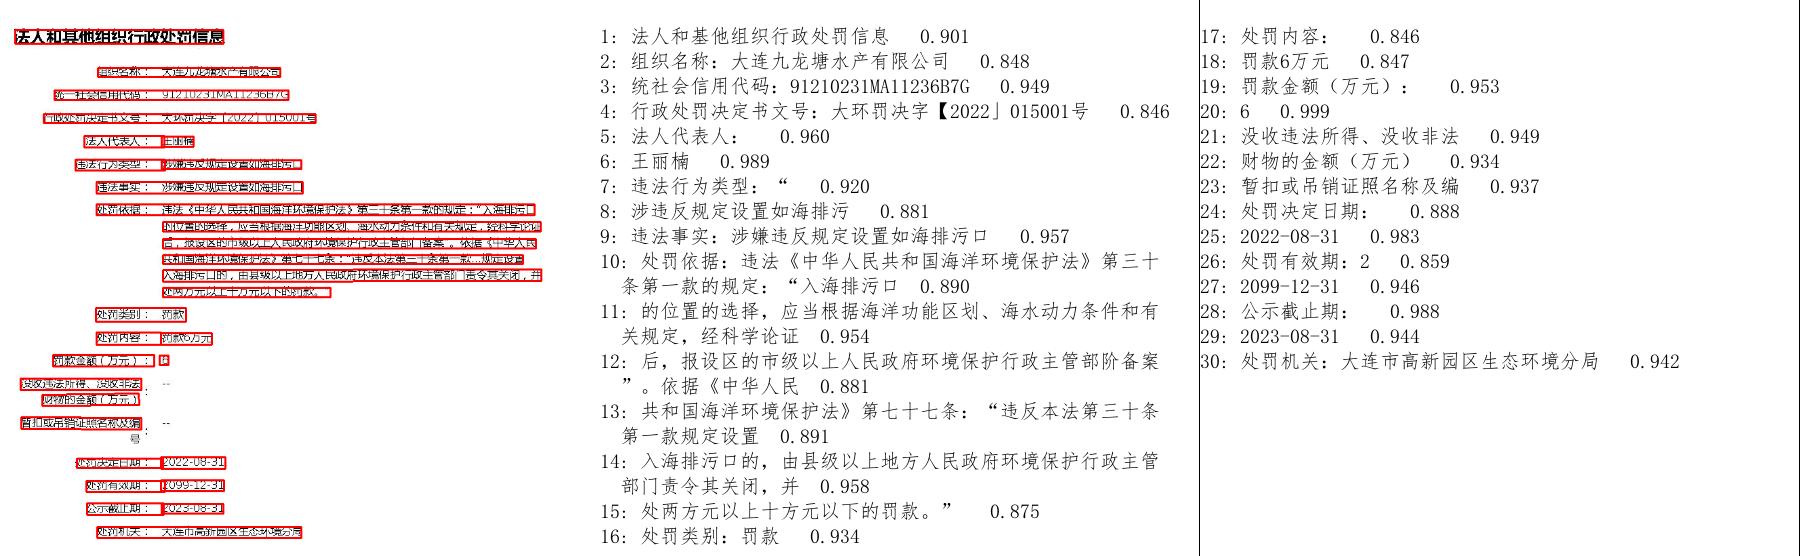 法人和其他组织行政处罚信息
组织名称： 大连九龙塘水产有限公司
统一社会信用代码： 91210231MA11236B7G
行政处罚决定书文号： 大环罚决字「2022」015001号
法人代表人： 王丽楠
违法行为类型： 涉嫌违反规定设置如海排污口
违法事实： 涉嫌违反规定设置如海排污口
处罚依据： 违法《中华人民共和国海洋环境保护法》第三十条第一款的规定：“入海排污口
的位置的选择，应当根据海洋功能区划、海水动力条件和有关规定，经科学论证
后，报设区的市级以上人民政府环境保护行政主管部门备案”。依据《中华人民
共和国海洋环境保护法》第七十七条：“违反本法第三十条第一款...规定设置
入海排污口的，由县级以上地方人民政府环境保护行政主管部门责令其关闭，并
处两万元以上十万元以下的罚款。”
处罚类别： 罚款
处罚内容： 罚款6万元
罚款金额（万元）： 6
没收违法所得、没收非法 --
财物的金额（万元） ：
暂扣或吊销证照名称及编 --
号 ：
处罚决定日期： 2022-08-31
处罚有效期： 2099-12-31
公示截止期： 2023-08-31
处罚机关： 大连市高新园区生态环境分局
1: 法人和基他组织行政处罚信息 0.901
2: 组织名称：大连九龙塘水产有限公司 0.848
3: 统社会信用代码：91210231MA11236B7G 0.949
4: 行政处罚决定书文号：大环罚决字【2022」015001号 0.846
5: 法人代表人： 0.960
6: 王丽楠 0.989
7: 违法行为类型：“ 0.920
8: 涉违反规定设置如海排污 0.881
9: 违法事实：涉嫌违反规定设置如海排污口 0.957
10: 处罚依据：违法《中华人民共和国海洋环境保护法》第三十
条第一款的规定：“入海排污口 0.890
11: 的位置的选择，应当根据海洋功能区划、海水动力条件和有
关规定，经科学论证 0.954
12: 后，报设区的市级以上人民政府环境保护行政主管部阶备案
”。依据《中华人民 0.881
13: 共和国海洋环境保护法》第七十七条：“违反本法第三十条
第一款规定设置 0.891
14: 入海排污口的，由县级以上地方人民政府环境保护行政主管
部门责令其关闭，并 0.958
15: 处两方元以上十方元以下的罚款。” 0.875
16: 处罚类别：罚款 0.934
17: 处罚内容： 0.846
18: 罚款6万元 0.847
19: 罚款金额（万元）： 0.953
20: 6 0.999
21: 没收违法所得、没收非法 0.949
22: 财物的金额（万元） 0.934
23: 暂扣或吊销证照名称及编 0.937
24: 处罚决定日期： 0.888
25: 2022-08-31 0.983
26: 处罚有效期：2 0.859
27: 2099-12-31 0.946
28: 公示截止期： 0.988
29: 2023-08-31 0.944
30: 处罚机关：大连市高新园区生态环境分局 0.942